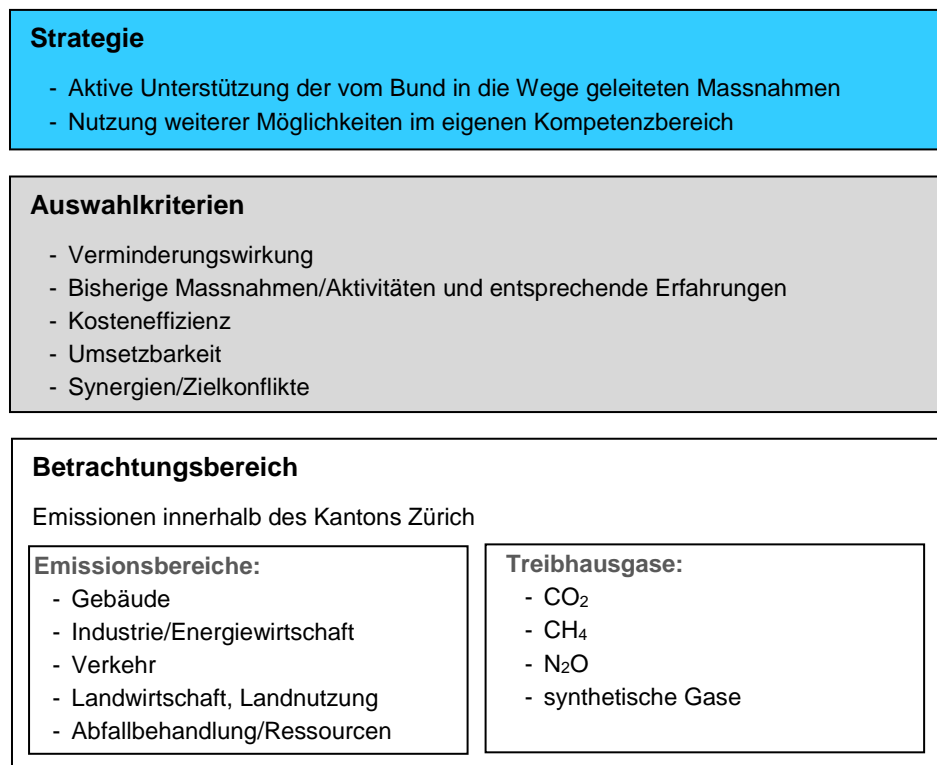 Strategie
- Aktive Unterstützung der vom Bund in die Wege geleiteten Massnahmen
- Nutzung weiterer Möglichkeiten im eigenen Kompetenzbereich
Auswahlkriterien
- Verminderungswirkung
- Bisherige Massnahmen/Aktivitäten und entsprechende Erfahrungen
- Kosteneffizienz
- Umsetzbarkeit
- Synergien/Zielkonflikte
Betrachtungsbereich
Emissionen innerhalb des Kantons Zürich
Emissionsbereiche:
- Gebäude
- Industrie/Energiewirtschaft
- Verkehr
- Landwirtschaft, Landnutzung
- Abfallbehandlung/Ressourcen
Treibhausgase:
- CO₂
- CH₄
- N₂O
- synthetische Gase